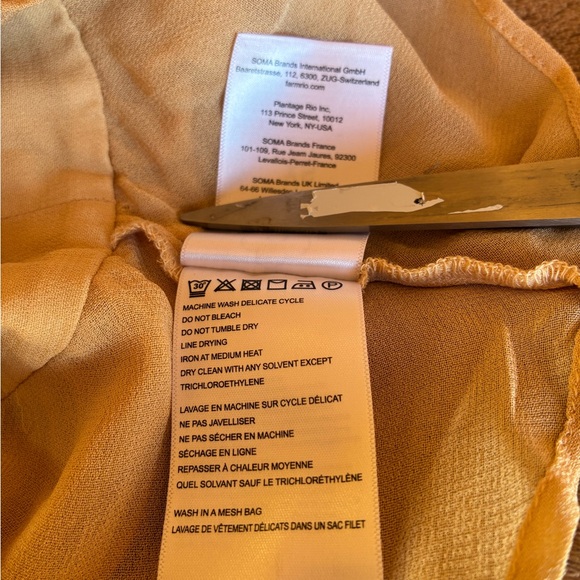 SOMA Brands International GmbH
Baarerstrasse, 112, 6300, ZUG-Switzerland
farmrio.com
Plantage Rio Inc,
113 Prince Street, 10012
New York, NY-USA
SOMA Brands France
101-109, Rue Jeam Jaures, 92300
Levallois-Perret-France
SOMA Brands UK Limited
64-66
30°
P
MACHINE WASH DELICATE CYCLE
DO NOT BLEACH
DO NOT TUMBLE DRY
LINE DRYING
IRON AT MEDIUM HEAT
DRY CLEAN WITH ANY SOLVENT EXCEPT
TRICHLOROETHYLENE
LAVAGE EN MACHINE SUR CYCLE DÉLICAT
NE PAS JAVELLISER
NE PAS SÉCHER EN MACHINE
SÉCHAGE EN LIGNE
REPASSER À CHALEUR MOYENNE
QUEL SOLVANT SAUF LE TRICHLORÉTHYLÈNE
WASH IN A MESH BAG
LAVAGE DE VÊTEMENT DÉLICATS DANS UN SAC FILET